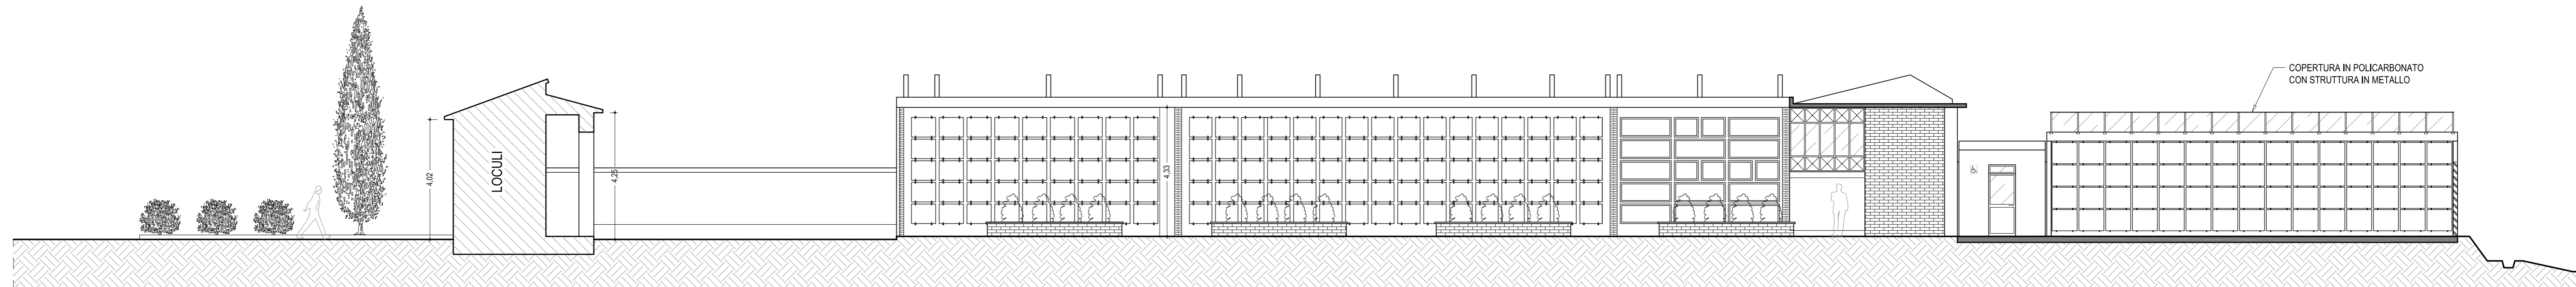 COPERTURA IN POLICARBONATO
CON STRUTTURA IN METALLO
LOCULI
4,02
4,25
4,33